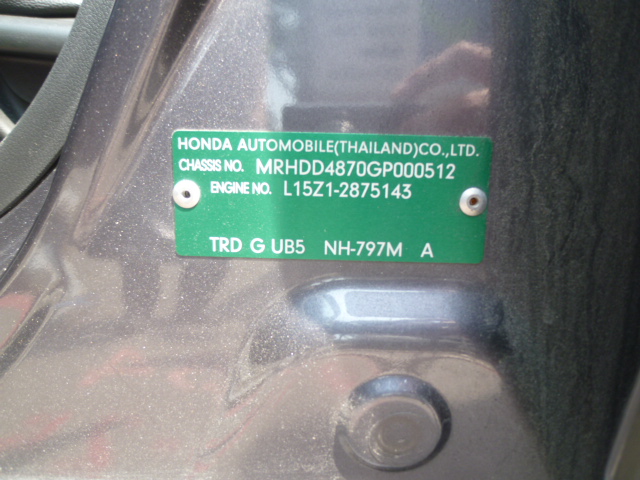 HONDA AUTOMOBILE(THAILAND)CO.,LTD.
CHASSIS NO. MRHDD4870GP000512
ENGINE NO. L15Z1-2875143
TRD G UB5 NH-797M A